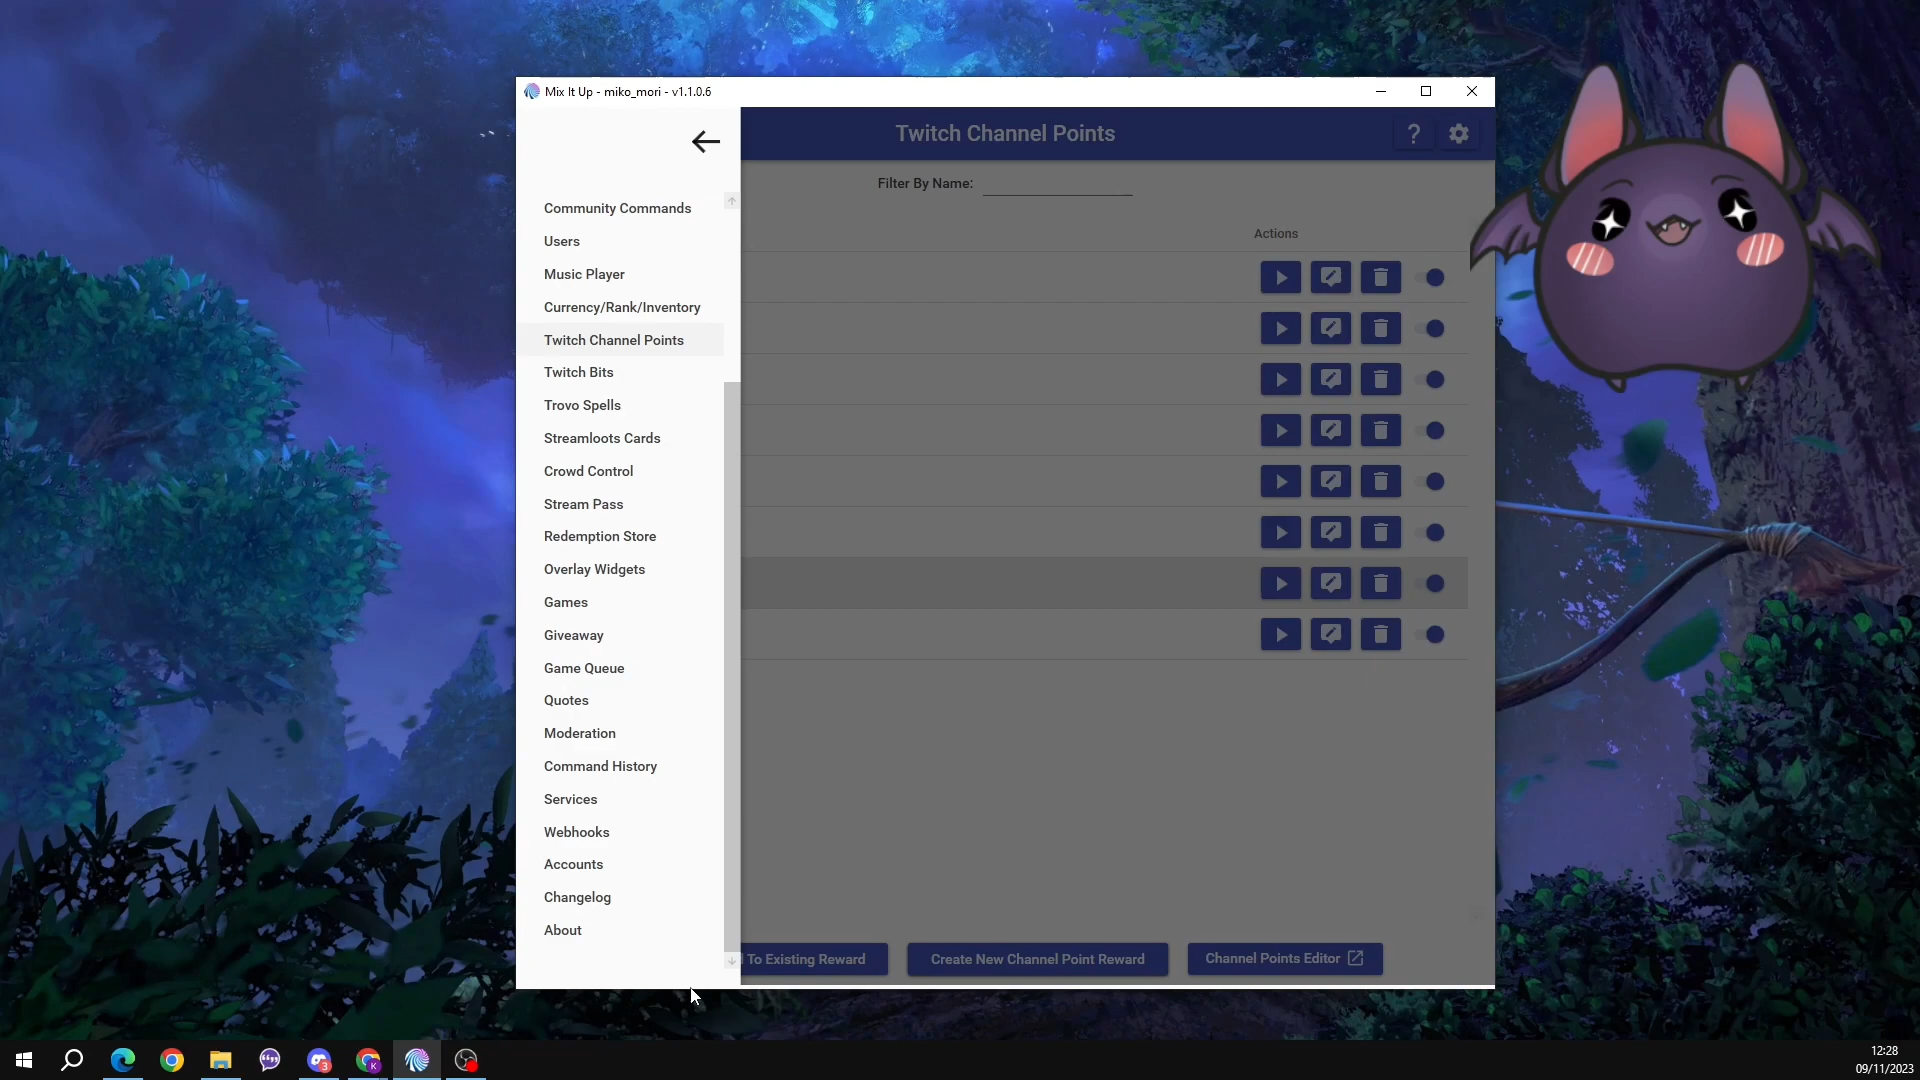 Mix It Up - miko_mori - v1.1.0.6
Twitch Channel Points
?
Filter By Name:
Actions
Community Commands
Users
Music Player
Currency/Rank/Inventory
Twitch Channel Points
Twitch Bits
Trovo Spells
Streamloots Cards
Crowd Control
Stream Pass
Redemption Store
Overlay Widgets
Games
Giveaway
Game Queue
Quotes
Moderation
Command History
Services
Webhooks
Accounts
Changelog
About
To Existing Reward
Create New Channel Point Reward
Channel Points Editor
3
K
12:28
09/11/2023